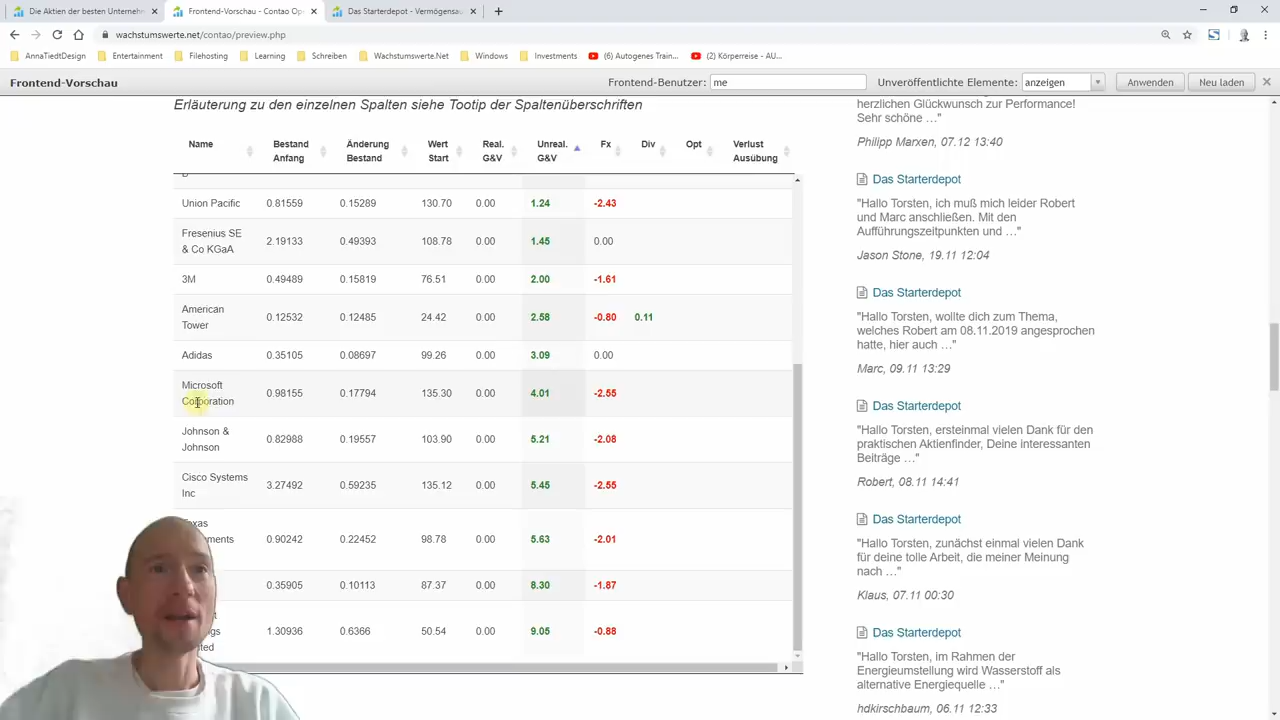 Die Aktien der besten Unternehm
Frontend-Vorschau - Contao Op
Das Starterdepot - Vermögensau
wachstumswerte.net/contao/preview.php
AnnaTiedtDesign
Entertainment
Filehosting
Learning
Schreiben
Wachstumswerte.Net
Windows
Investments
(6) Autogenes Train...
(2) Körperreise - AU...
Frontend-Vorschau
Frontend-Benutzer: me
Unveröffentlichte Elemente: anzeigen
Anwenden
Neu laden
Erläuterung zu den einzelnen Spalten siehe Tootip der Spaltenüberschriften
Name Bestand Anfang Änderung Bestand Wert Start Real. G&V Unreal. G&V Fx Div Opt Verlust Ausübung
Union Pacific 0.81559 0.15289 130.70 0.00 1.24 -2.43
Fresenius SE & Co KGaA 2.19133 0.49393 108.78 0.00 1.45 0.00
3M 0.49489 0.15819 76.51 0.00 2.00 -1.61
American Tower 0.12532 0.12485 24.42 0.00 2.58 -0.80 0.11
Adidas 0.35105 0.08697 99.26 0.00 3.09 0.00
Microsoft Corporation 0.98155 0.17794 135.30 0.00 4.01 -2.55
Johnson & Johnson 0.82988 0.19557 103.90 0.00 5.21 -2.08
Cisco Systems Inc 3.27492 0.59235 135.12 0.00 5.45 -2.55
0.90242 0.22452 98.78 0.00 5.63 -2.01
0.35905 0.10113 87.37 0.00 8.30 -1.87
1.30936 0.6366 50.54 0.00 9.05 -0.88
herzlichen Glückwunsch zur Performance!
Sehr schöne …"
Philipp Marxen, 07.12 13:40
Das Starterdepot
"Hallo Torsten, ich muß mich leider Robert
und Marc anschließen. Mit den
Aufführungszeitpunkten und …"
Jason Stone, 19.11 12:04
Das Starterdepot
"Hallo Torsten, wollte dich zum Thema,
welches Robert am 08.11.2019 angesprochen
hatte, hier auch …"
Marc, 09.11 13:29
Das Starterdepot
"Hallo Torsten, ersteinmal vielen Dank für den
praktischen Aktienfinder, Deine interessanten
Beiträge …"
Robert, 08.11 14:41
Das Starterdepot
"Hallo Torsten, zunächst einmal vielen Dank
für deine tolle Arbeit, die meiner Meinung
nach …"
Klaus, 07.11 00:30
Das Starterdepot
"Hallo Torsten, im Rahmen der
Energieumstellung wird Wasserstoff als
alternative Energiequelle …"
hdkirschbaum, 06.11 12:33